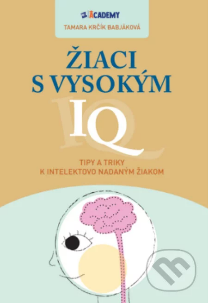 ACADEMY
TAMARA KRČÍK BABJÁKOVÁ
ŽIACI
S VYSOKÝM
IQ
TIPY A TRIKY
K INTELEKTOVO NADANÝM ŽIAKOM